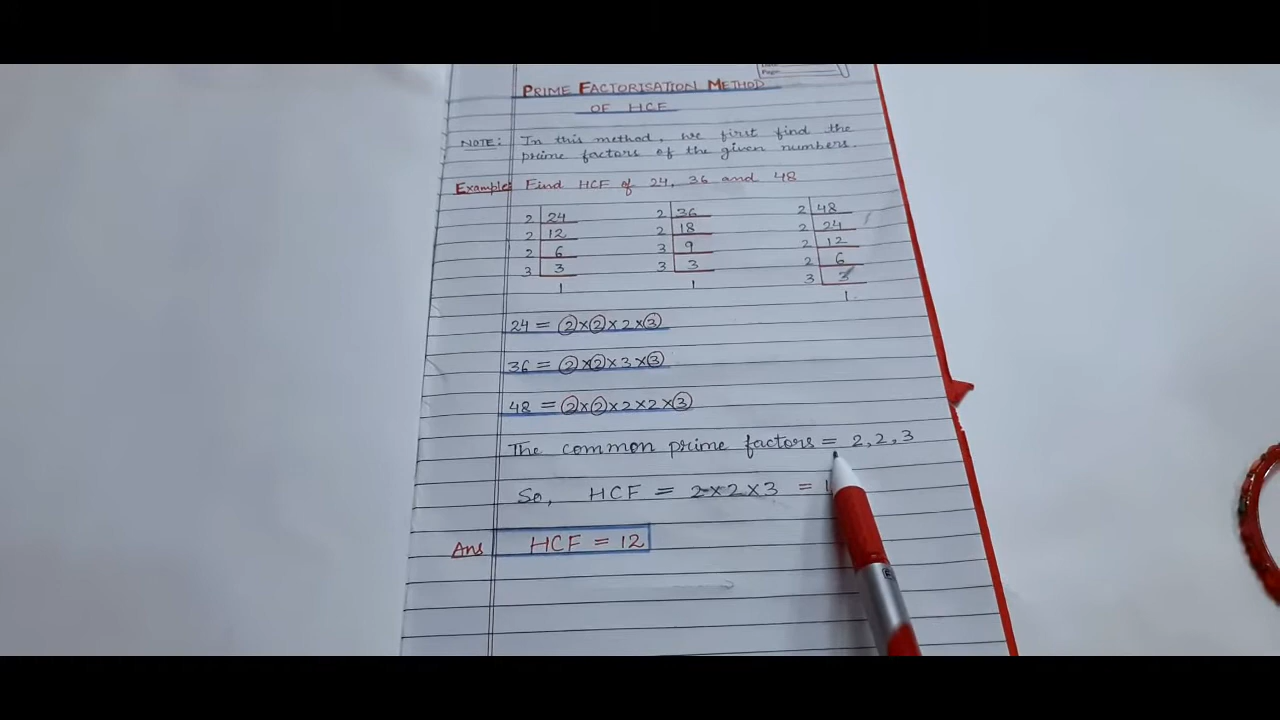 PRIME FACTORISATION METHOD
OF HCF
NOTE: In this method, we first find the
prime factors of the given numbers.
Example: Find HCF of 24, 36 and 48
2 24 2 36 2 48
2 12 2 18 2 24
2 6 3 9 2 12
3 3 3 3 2 6
1 1 3 3
1
24 = 2×2×2×3
36 = 2×2×3×3
48 = 2×2×2×2×3
The common prime factors = 2,2,3
So, HCF = 2×2×3 = 1
Ans HCF = 12